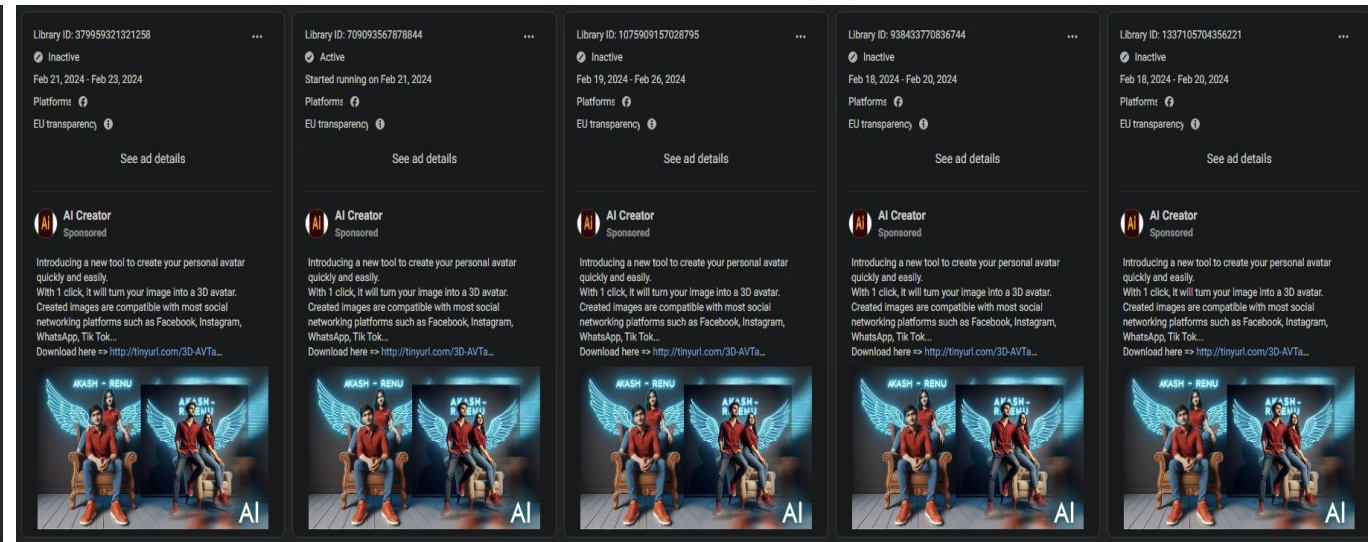 Library ID: 379959321321258
Inactive
Feb 21, 2024 - Feb 23, 2024
Platforms
EU transparency
See ad details
AI Creator
Sponsored
Introducing a new tool to create your personal avatar
quickly and easily.
With 1 click, it will turn your image into a 3D avatar.
Created images are compatible with most social
networking platforms such as Facebook, Instagram,
WhatsApp, Tik Tok...
Download here => http://tinyurl.com/3D-AVTa...
AKASH - RENU
AKASH -
RENU
AI
Library ID: 709093567878844
Active
Started running on Feb 21, 2024
Platforms
EU transparency
See ad details
Ai
AI Creator
Sponsored
Introducing a new tool to create your personal avatar
quickly and easily.
With 1 click, it will turn your image into a 3D avatar.
Created images are compatible with most social
networking platforms such as Facebook, Instagram,
WhatsApp, Tik Tok...
Download here => http://tinyurl.com/3D-AVTa...
AKASH - RENU
AKASH -
RENU
AI
Library ID: 1075909157028795
Inactive
Feb 19, 2024 - Feb 26, 2024
Platforms
EU transparency
See ad details
Ai
AI Creator
Sponsored
Introducing a new tool to create your personal avatar
quickly and easily.
With 1 click, it will turn your image into a 3D avatar.
Created images are compatible with most social
networking platforms such as Facebook, Instagram,
WhatsApp, Tik Tok...
Download here => http://tinyurl.com/3D-AVTa...
AKASH - RENU
AKASH -
RENU
AI
Library ID: 938433770836744
Inactive
Feb 18, 2024 - Feb 20, 2024
Platforms
EU transparency
See ad details
Ai
AI Creator
Sponsored
Introducing a new tool to create your personal avatar
quickly and easily.
With 1 click, it will turn your image into a 3D avatar.
Created images are compatible with most social
networking platforms such as Facebook, Instagram,
WhatsApp, Tik Tok...
Download here => http://tinyurl.com/3D-AVTa...
AKASH - RENU
AKASH -
RENU
AI
Library ID: 1337105704356221
Inactive
Feb 18, 2024 - Feb 20, 2024
Platforms
EU transparency
See ad details
Ai
AI Creator
Sponsored
Introducing a new tool to create your personal avatar
quickly and easily.
With 1 click, it will turn your image into a 3D avatar.
Created images are compatible with most social
networking platforms such as Facebook, Instagram,
WhatsApp, Tik Tok...
Download here => http://tinyurl.com/3D-AVTa...
AKASH - RENU
AKASH -
RENU
AI